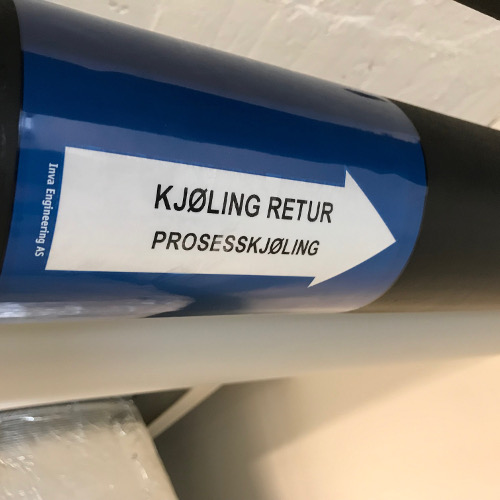 KJØLING RETUR
PROSESSKJØLING
Inva Engineering AS